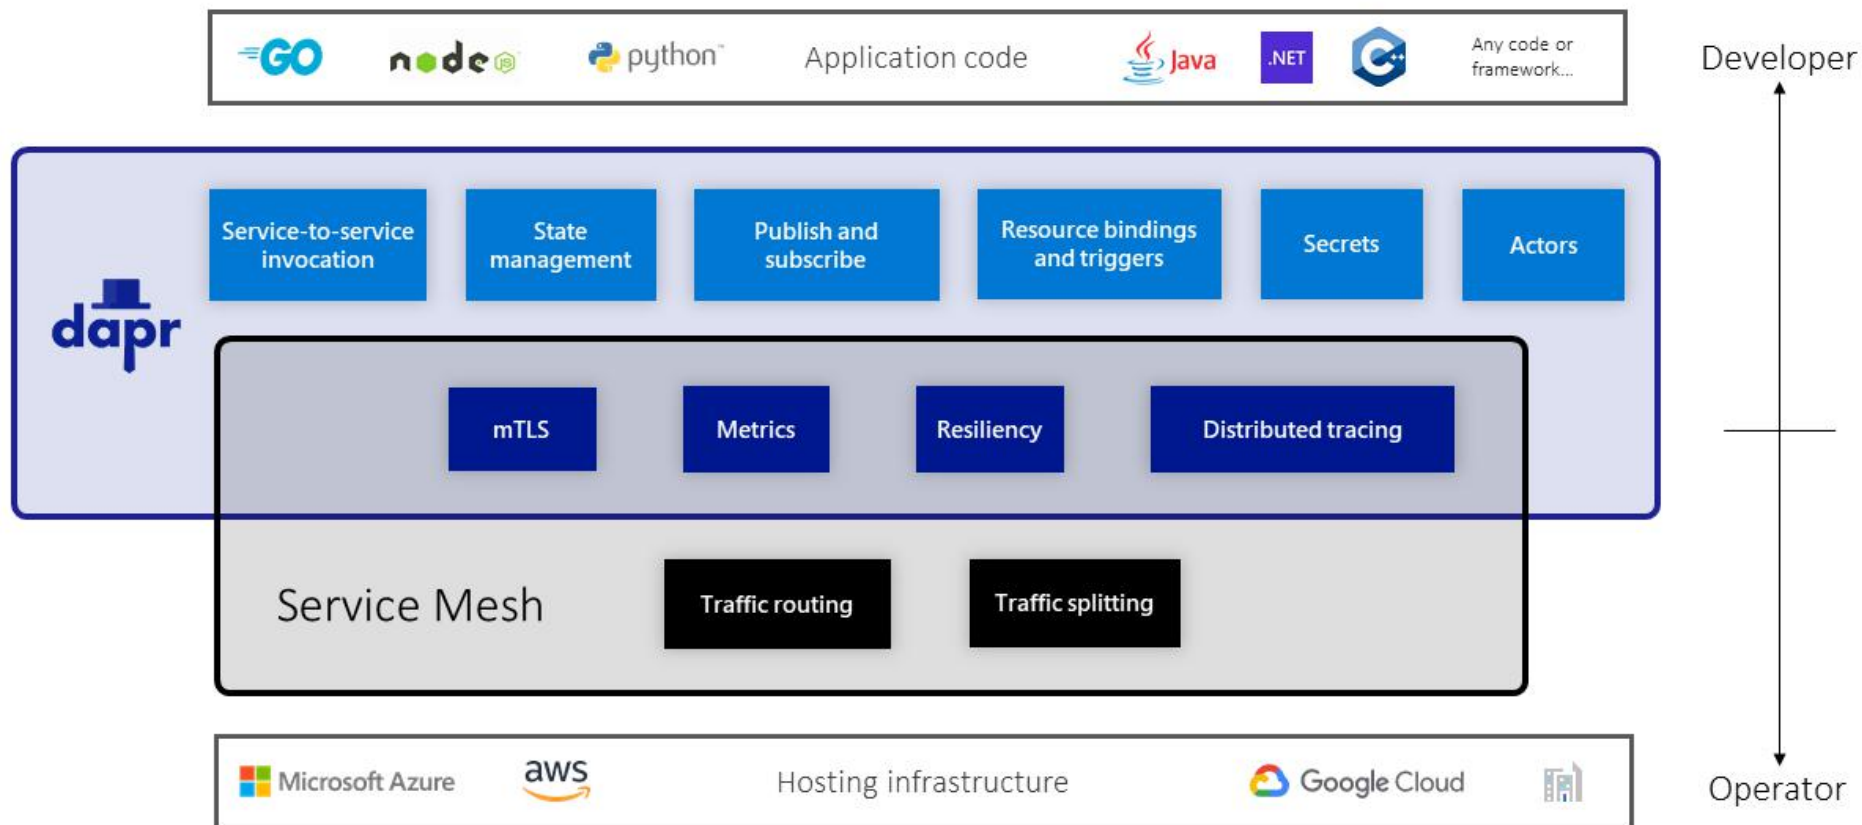 GO
node JS
python™
Application code
Java
.NET
C++
Any code or
framework...
Developer
dapr
Service-to-service
invocation
State
management
Publish and
subscribe
Resource bindings
and triggers
Secrets
Actors
mTLS
Metrics
Resiliency
Distributed tracing
Service Mesh
Traffic routing
Traffic splitting
Microsoft Azure
aws
Hosting infrastructure
Google Cloud
Operator